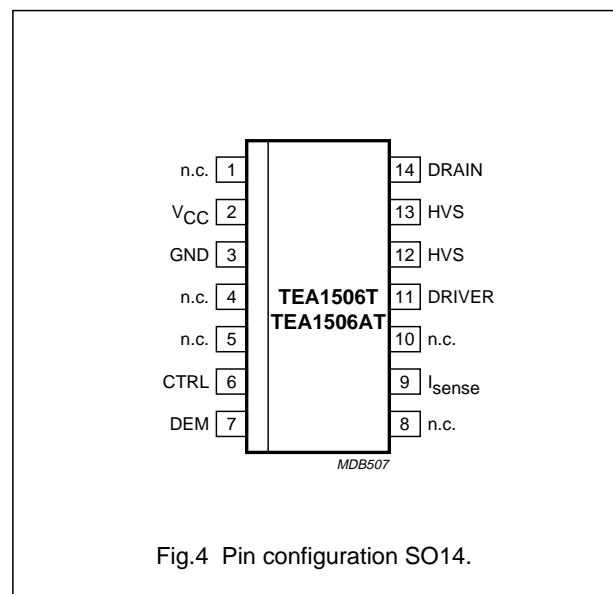 n.c. 1 14 DRAIN
VCC 2 13 HVS
GND 3 12 HVS
n.c. 4 TEA1506T 11 DRIVER
TEA1506AT
n.c. 5 10 n.c.
CTRL 6 9 Isense
DEM 7 8 n.c.
MDB507
Fig.4 Pin configuration SO14.